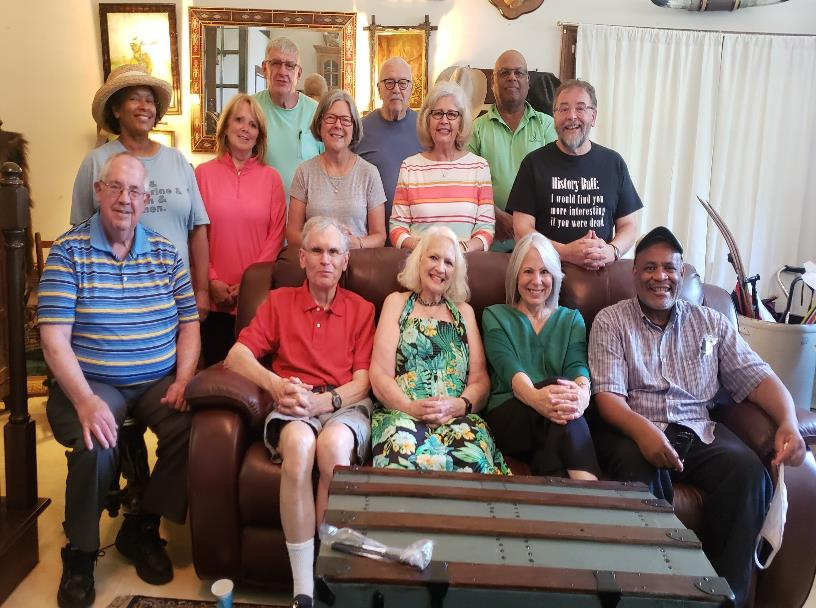 &
&
&
History Buff:
I would find you
more interesting
if you were dead.